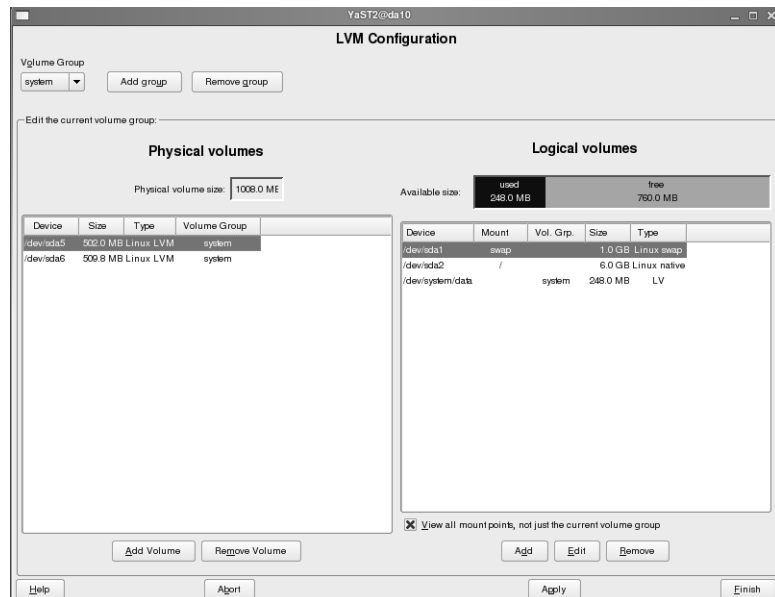 YaST2@da10
LVM Configuration
Volume Group
system
Add group
Remove group
Edit the current volume group:
Physical volumes
Physical volume size: 1008.0 ME
Device Size Type Volume Group
/dev/sda5 502.0 MB Linux LVM system
/dev/sda6 509.8 MB Linux LVM system
Add Volume
Remove Volume
Logical volumes
Available size:
used
248.0 MB
free
760.0 MB
Device Mount Vol. Grp. Size Type
/dev/sda1 swap 1.0 GB Linux swap
/dev/sda2 / 6.0 GB Linux native
/dev/system/data system 248.0 MB LV
View all mount points, not just the current volume group
Add
Edit
Remove
Help
Abort
Apply
Finish